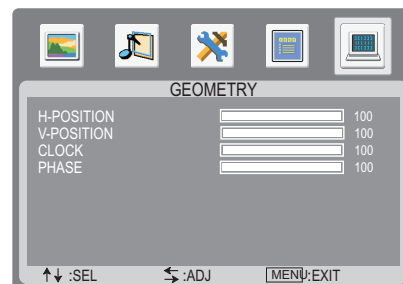 GEOMETRY
H-POSITION 100
V-POSITION 100
CLOCK 100
PHASE 100
:SEL :ADJ MENU:EXIT